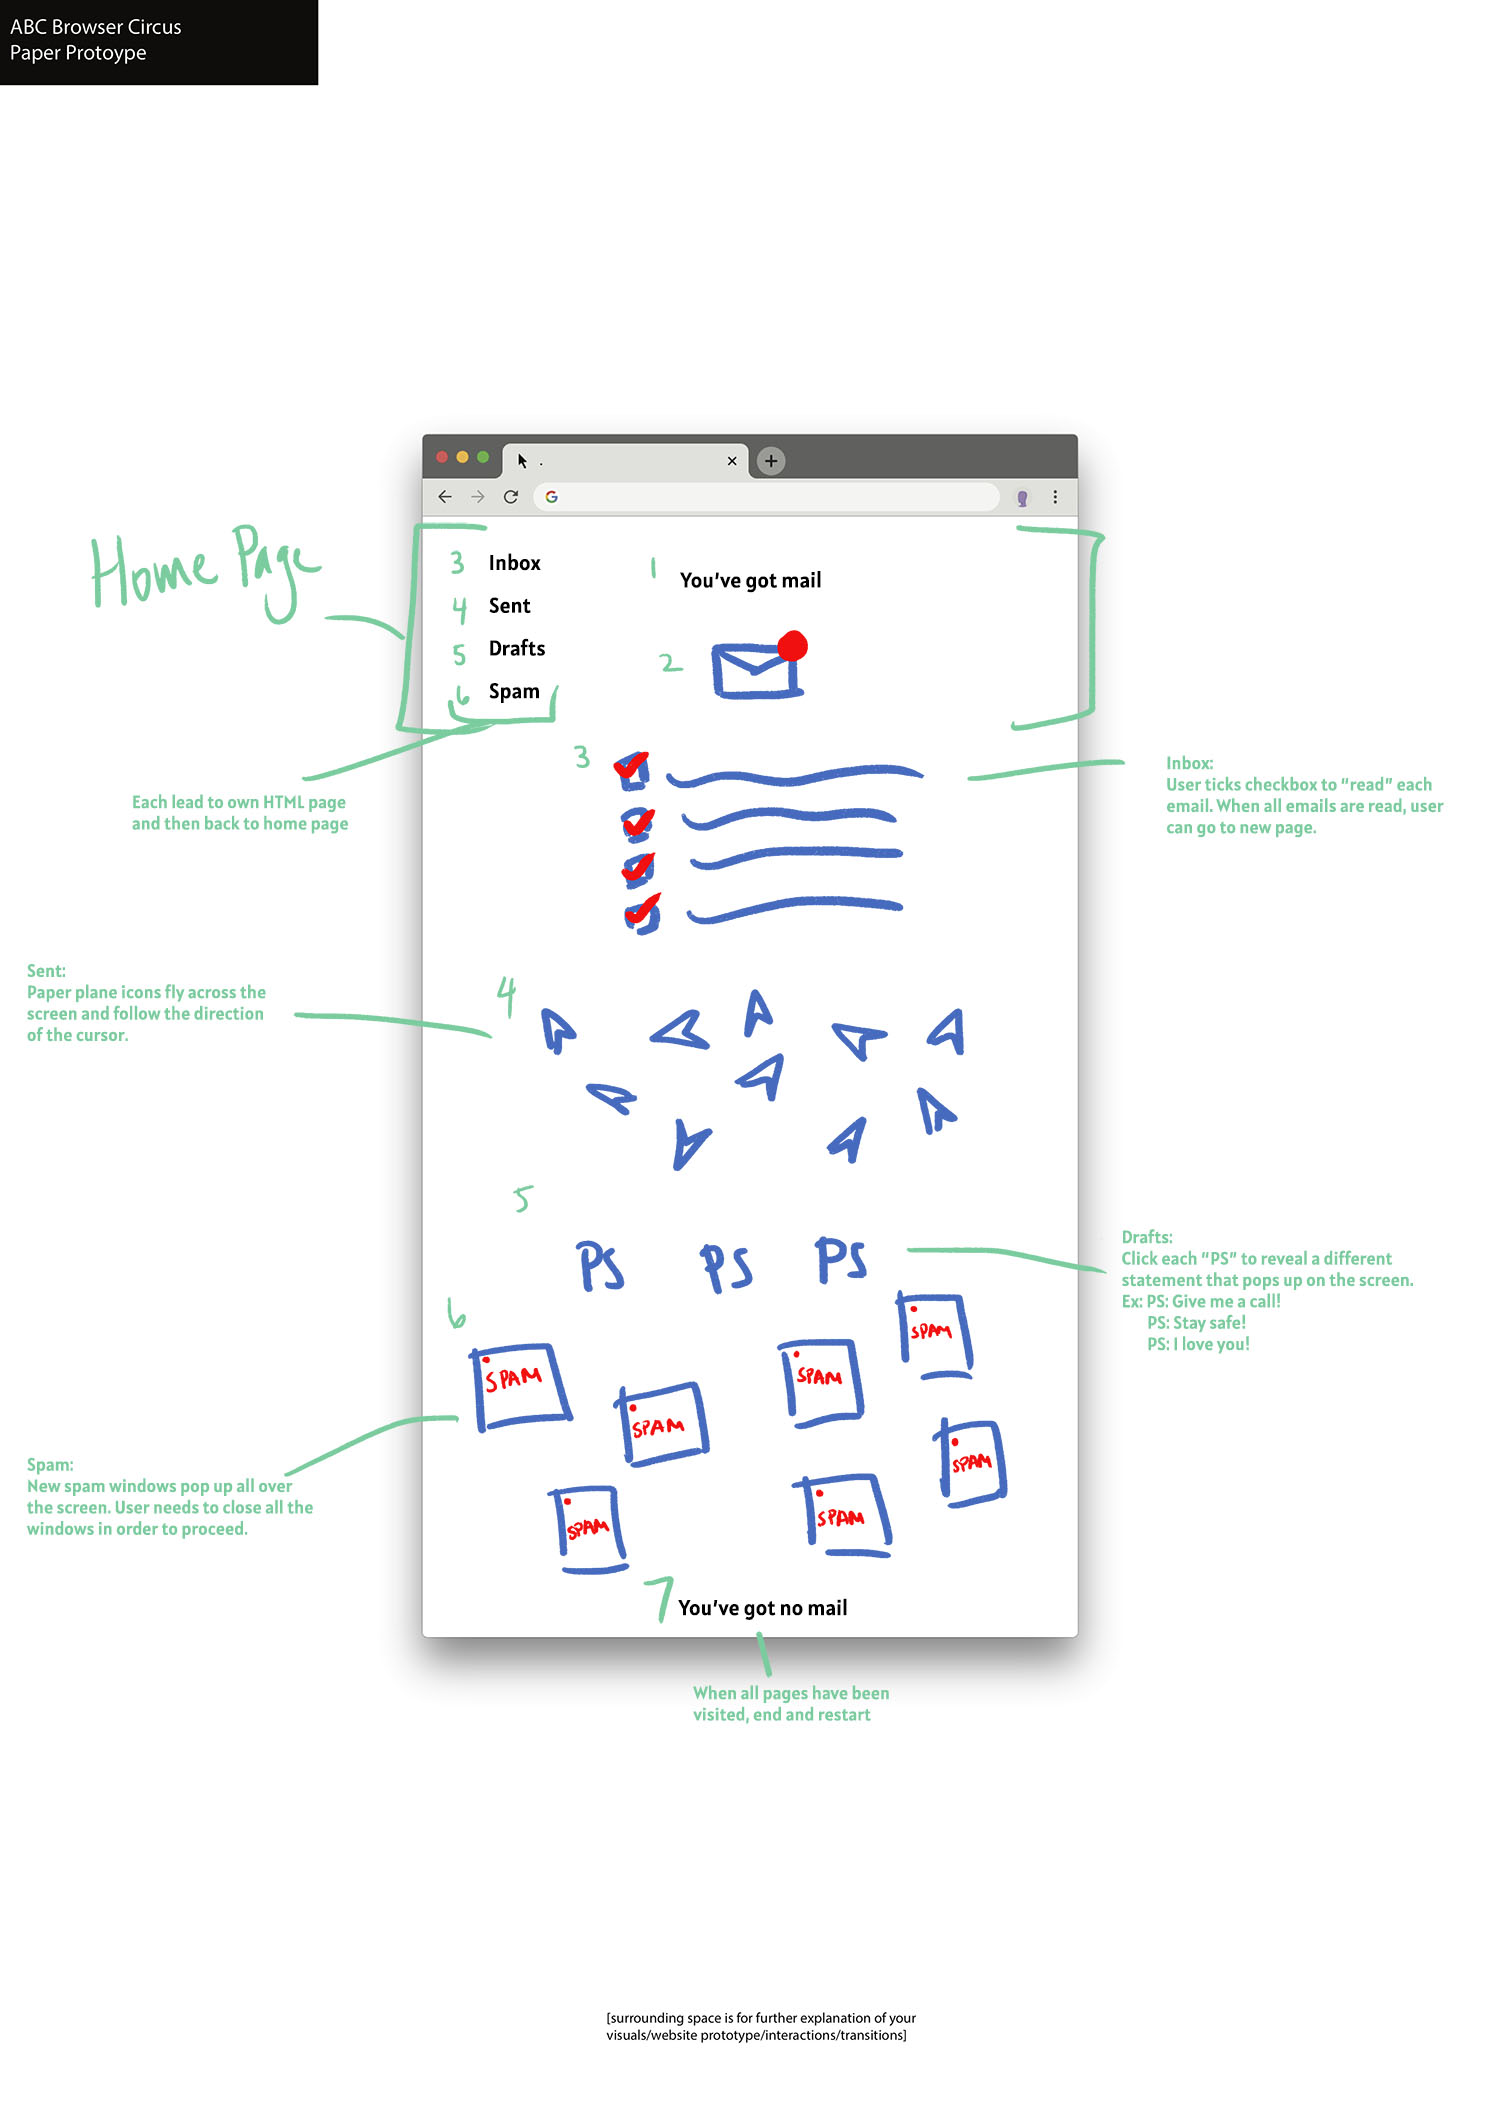 ABC Browser Circus
Paper Protoype
.
Home Page
3 Inbox
4 Sent
5 Drafts
6 Spam
1 You've got mail
2
Each lead to own HTML page
and then back to home page
3
Inbox:
User ticks checkbox to "read" each
email. When all emails are read, user
can go to new page.
Sent:
Paper plane icons fly across the
screen and follow the direction
of the cursor.
4
5
PS PS PS
Drafts:
Click each "PS" to reveal a different
statement that pops up on the screen.
Ex: PS: Give me a call!
PS: Stay safe!
PS: I love you!
6
SPAM
SPAM
SPAM
SPAM
SPAM
SPAM
SPAM
Spam:
New spam windows pop up all over
the screen. User needs to close all the
windows in order to proceed.
7 You've got no mail
When all pages have been
visited, end and restart
[surrounding space is for further explanation of your
visuals/website prototype/interactions/transitions]